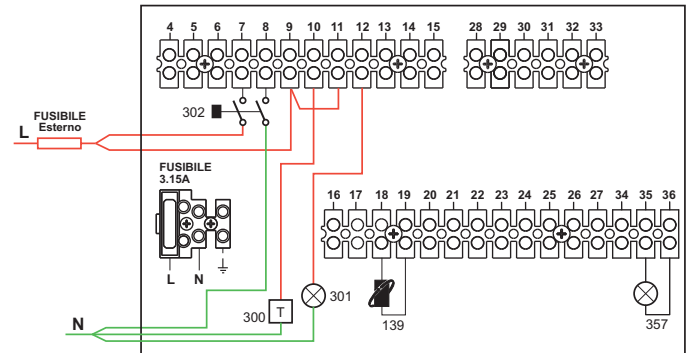 4 5 6 7 8 9 10 11 12 13 14 15
28 29 30 31 32 33
302
FUSIBILE
Esterno
L
FUSIBILE
3.15A
L N
16 17 18 19 20 21 22 23 24 25 26 27 34 35 36
N
300
T
301
139
357